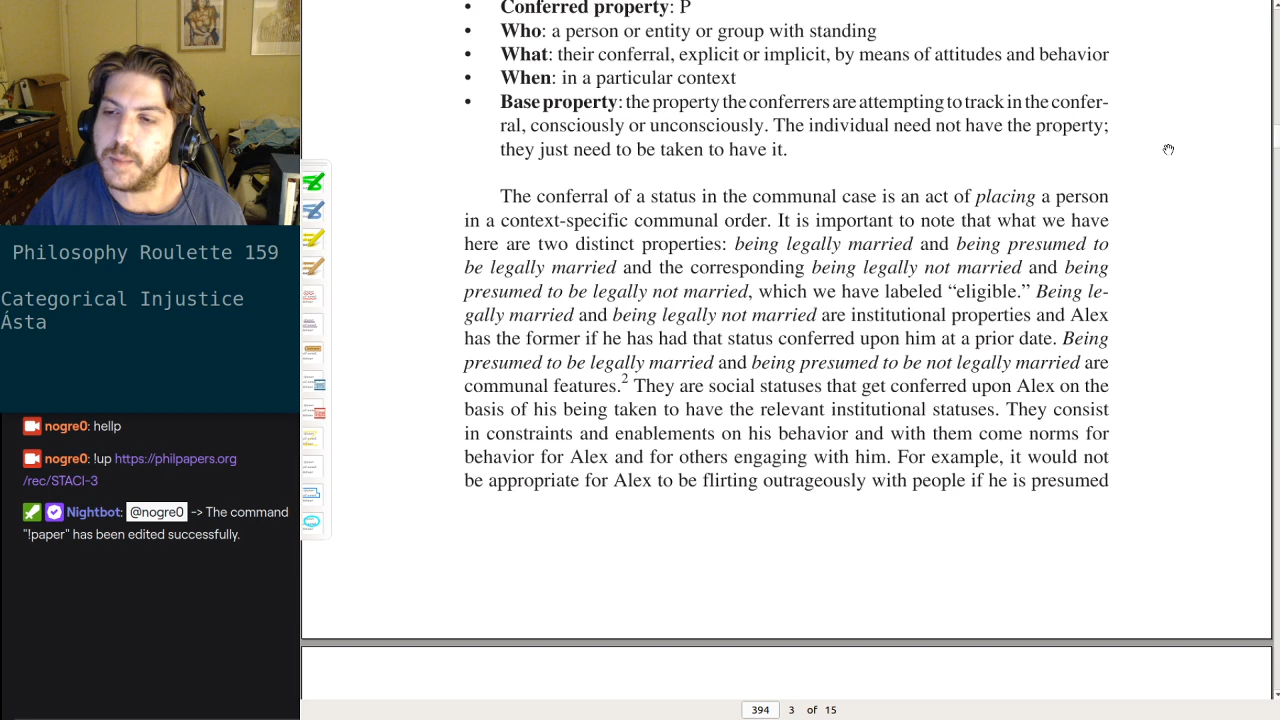 Philosophy Roulette 159
Categorical Injustice
Ásta
nogre0: hellp
nogre0: !up https://philpapers.org
/rec/STACI-3
Nightbot: @nogre0 -> The command
"!paper" has been edited successfully.
• Conferred property: P
• Who: a person or entity or group with standing
• What: their conferral, explicit or implicit, by means of attitudes and behavior
• When: in a particular context
• Base property: the property the conferrers are attempting to track in the confer-
ral, consciously or unconsciously. The individual need not have the property;
they just need to be taken to have it.
The conferral of a status in the communal case is an act of placing a person
in a context-specific communal order. It is important to note that what we have
here are two distinct properties: being legally married and being presumed to
be legally married and the corresponding being legally not married and being
presumed to be legally not married, which I above labeled “eligible.” Being le-
gally married and being legally not married are institutional properties and Alex
has the former if he has had that status conferred upon him at a prior date. Being
presumed to be legally married and being presumed to not be legally married are
communal features.2 They are social statuses that get conferred upon Alex on the
basis of his being taken to have the relevant institutional statuses. They consist
in constraints and enablements on his behavior and we often speak of norms of
behavior for Alex and for others engaging with him. For example, it would not
be appropriate for Alex to be flirting outrageously with people if he is presumed
394 3 of 15